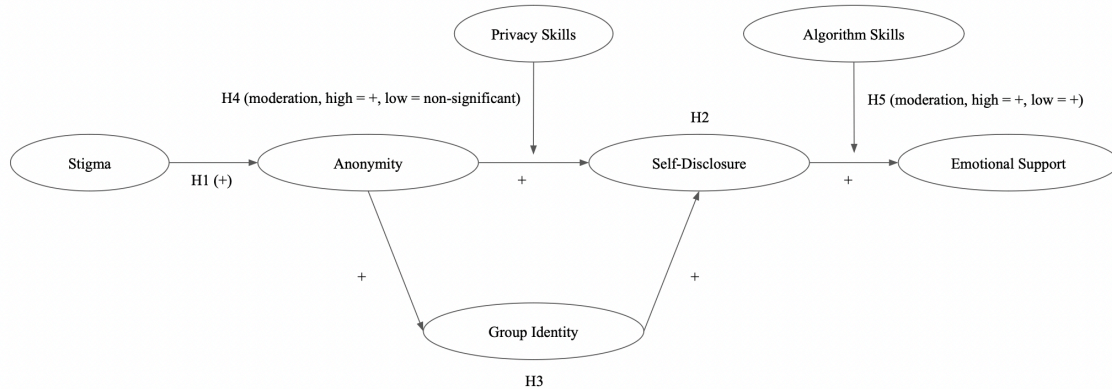 Privacy Skills
Algorithm Skills
H4 (moderation, high = +, low = non-significant)
H5 (moderation, high = +, low = +)
H2
Stigma
Anonymity
Self-Disclosure
Emotional Support
H1 (+)
+
+
+
+
Group Identity
H3